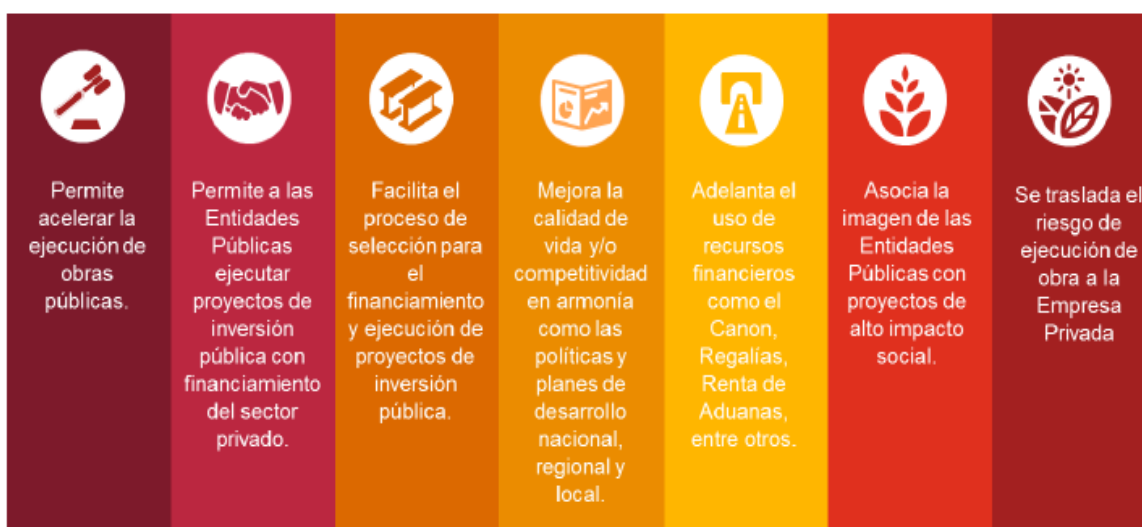 Permite
acelerar la
ejecución de
obras
públicas.
Permite a las
Entidades
Públicas
ejecutar
proyectos de
inversión
pública con
financiamiento
del sector
privado.
Facilita el
proceso de
selección para
el
financiamiento
y ejecución de
proyectos de
inversión
pública.
Mejora la
calidad de
vida y/o
competitividad
en armonía
como las
políticas y
planes de
desarrollo
nacional,
regional y
local.
Adelanta el
uso de
recursos
financieros
como el
Canon,
Regalías,
Renta de
Aduanas,
entre otros.
Asocia la
imagen de las
Entidades
Públicas con
proyectos de
alto impacto
social.
Se traslada el
riesgo de
ejecución de
obra a la
Empresa
Privada